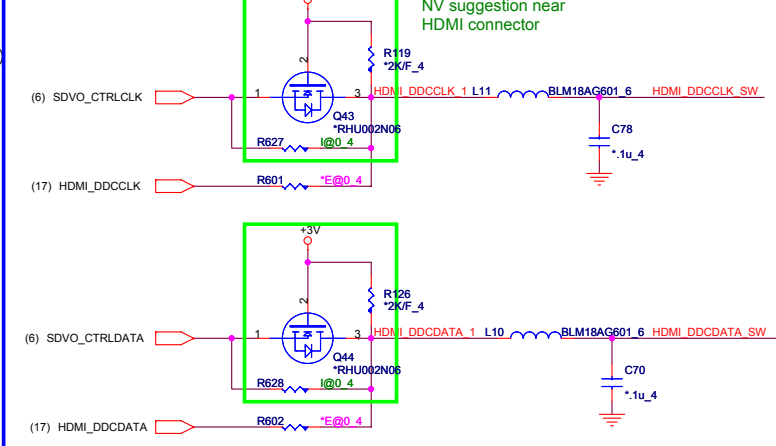 NV suggestion near
HDMI connector
)
2
R119
*2K/F_4
(6) SDVO_CTRLCLK
1
3
HDMI_DDCCLK_1
L11
BLM18AG601_6
HDMI_DDCCLK_SW
Q43
*RHU002N06
C78
*.1u_4
R627
I@0_4
(17) HDMI_DDCCLK
R601
*E@0_4
+3V
2
R126
*2K/F_4
(6) SDVO_CTRLDATA
1
3
HDMI_DDCDATA_1
L10
BLM18AG601_6
HDMI_DDCDATA_SW
Q44
*RHU002N06
C70
*.1u_4
R628
I@0_4
(17) HDMI_DDCDATA
R602
*E@0_4